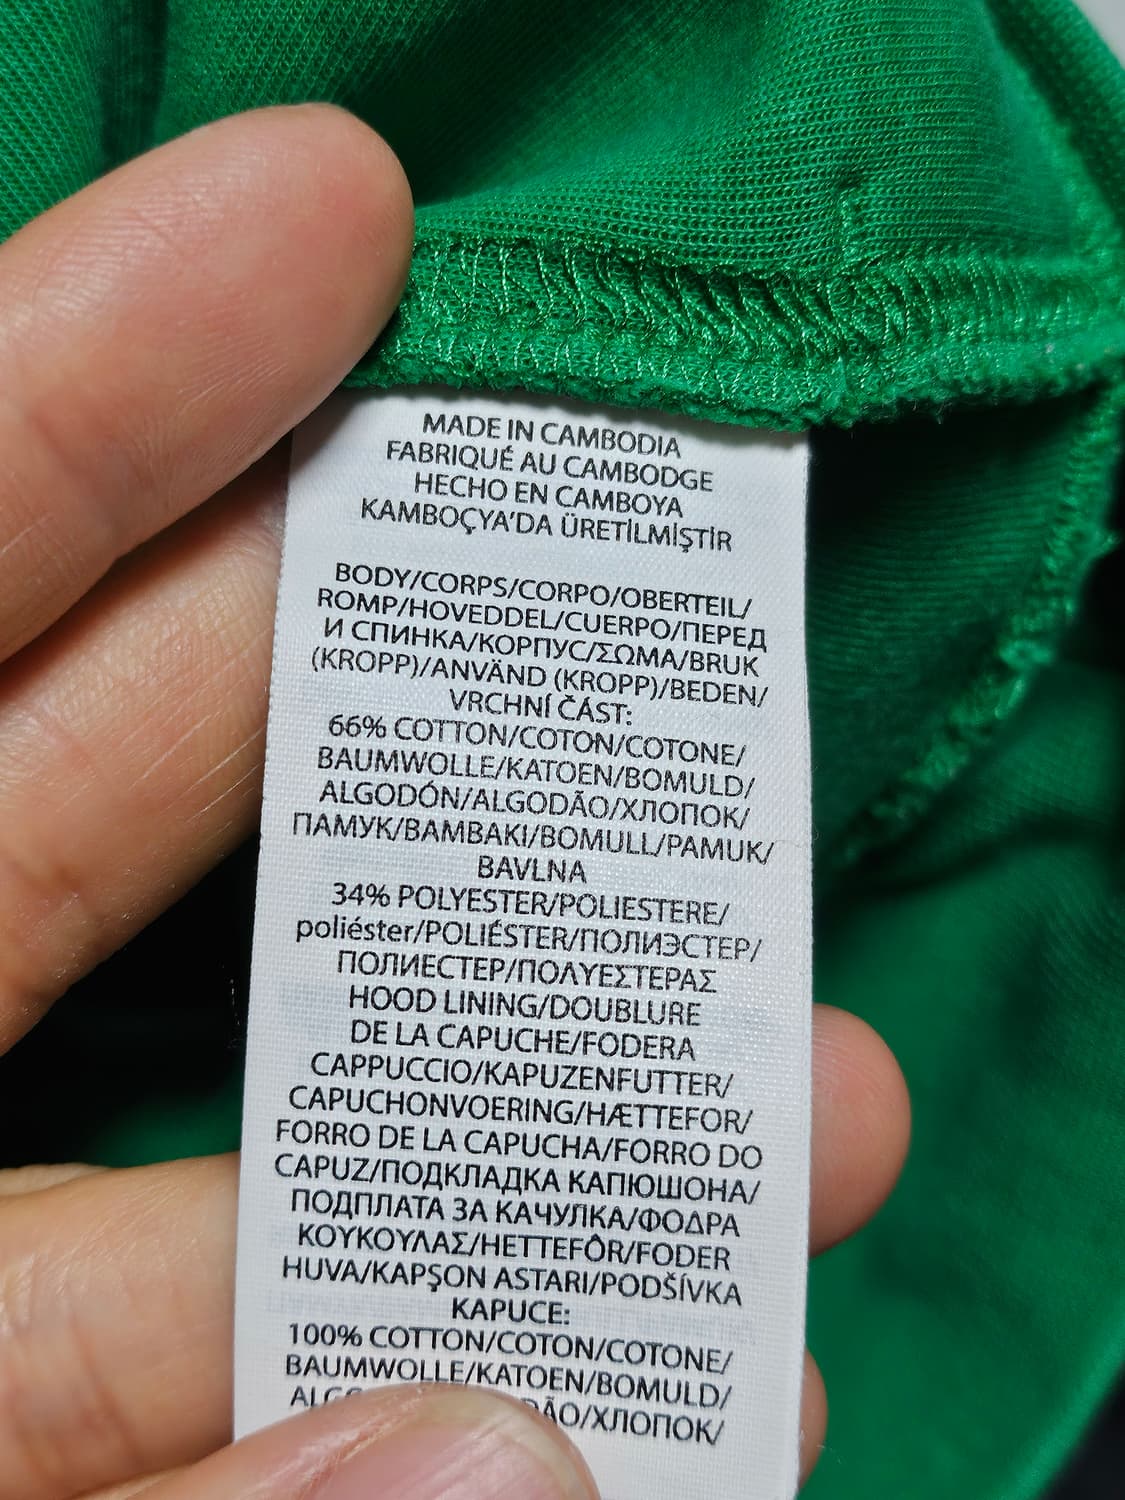 MADE IN CAMBODIA
FABRIQUÉ AU CAMBODGE
HECHO EN CAMBOYA
KAMBOÇYA'DA ÜRETİLMİŞTİR
BODY/CORPS/CORPO/OBERTEIL/
ROMP/HOVEDDEL/CUERPO/ПЕРЕД
И СПИНКА/КОРПУС/ΣΩΜΑ/BRUK
(KROPP)/ANVÄND (KROPP)/BEDEN/
VRCHNÍ ČÁST:
66% COTTON/COTON/COTONE/
BAUMWOLLE/KATOEN/BOMULD/
ALGODÓN/ALGODÃO/ХЛОПОК/
ПАМУК/BAMBAKI/BOMULL/PAMUK/
BAVLNA
34% POLYESTER/POLIESTERE/
poliéster/POLIÉSTER/ПОЛИЭСТЕР/
ПОЛИЕСТЕР/ΠΟΛΥΕΣΤΕΡΑΣ
HOOD LINING/DOUBLURE
DE LA CAPUCHE/FODERA
CAPPUCCIO/KAPUZENFUTTER/
CAPUCHONVOERING/HÆTTEFOR/
FORRO DE LA CAPUCHA/FORRO DO
CAPUZ/ПОДКЛАДКА КАПЮШОНА/
ПОДПЛАТА ЗА КАЧУЛКА/ΦΟΔΡΑ
ΚΟΥΚΟΥΛΑΣ/HETTEFÔR/FODER
HUVA/KAPŞON ASTARI/PODŠÍVKA
KAPUCE:
100% COTTON/COTON/COTONE/
BAUMWOLLE/KATOEN/BOMULD/
ХЛОПОК/